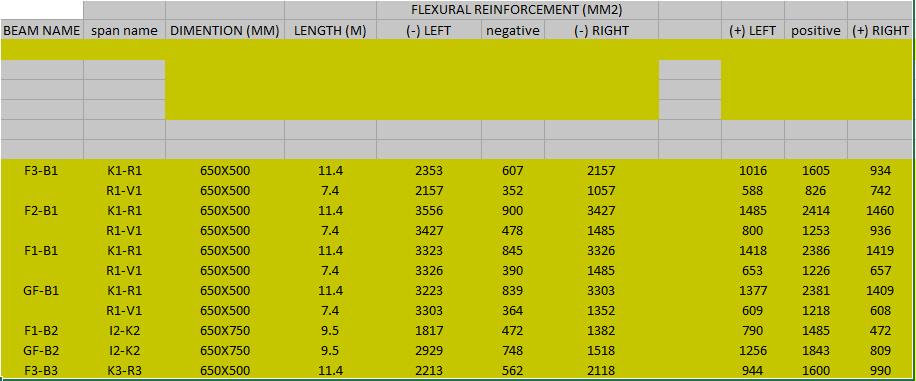 FLEXURAL REINFORCEMENT (MM2)
BEAM NAME span name DIMENTION (MM) LENGTH (M) (-) LEFT negative (-) RIGHT (+) LEFT positive (+) RIGHT
F3-B1 K1-R1 650X500 11.4 2353 607 2157 1016 1605 934
R1-V1 650X500 7.4 2157 352 1057 588 826 742
F2-B1 K1-R1 650X500 11.4 3556 900 3427 1485 2414 1460
R1-V1 650X500 7.4 3427 478 1485 800 1253 936
F1-B1 K1-R1 650X500 11.4 3323 845 3326 1418 2386 1419
R1-V1 650X500 7.4 3326 390 1485 653 1226 657
GF-B1 K1-R1 650X500 11.4 3223 839 3303 1377 2381 1409
R1-V1 650X500 7.4 3303 364 1352 609 1218 608
F1-B2 I2-K2 650X750 9.5 1817 472 1382 790 1485 472
GF-B2 I2-K2 650X750 9.5 2929 748 1518 1256 1843 809
F3-B3 K3-R3 650X500 11.4 2213 562 2118 944 1600 990